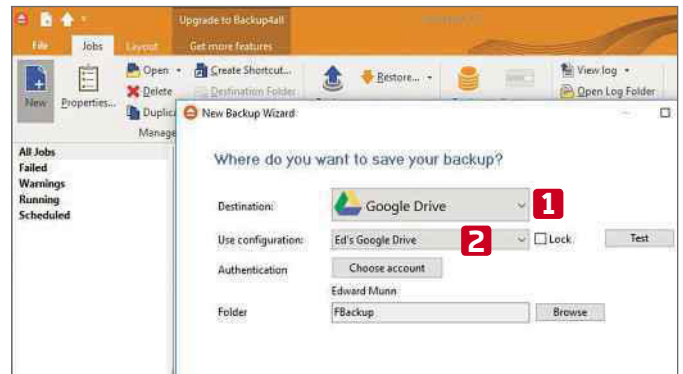 Upgrade to Backup4all
File Jobs Layout Get more features
New
Properties...
Open
Delete
Create Shortcut...
Destination Folder
Restore...
View log
Open Log Folder
Manage
New Backup Wizard
All Jobs
Failed
Warnings
Running
Scheduled
Where do you want to save your backup?
Destination: Google Drive 1
Use configuration: Ed's Google Drive 2 Lock Test
Authentication Choose account
Edward Munn
Folder FBackup Browse